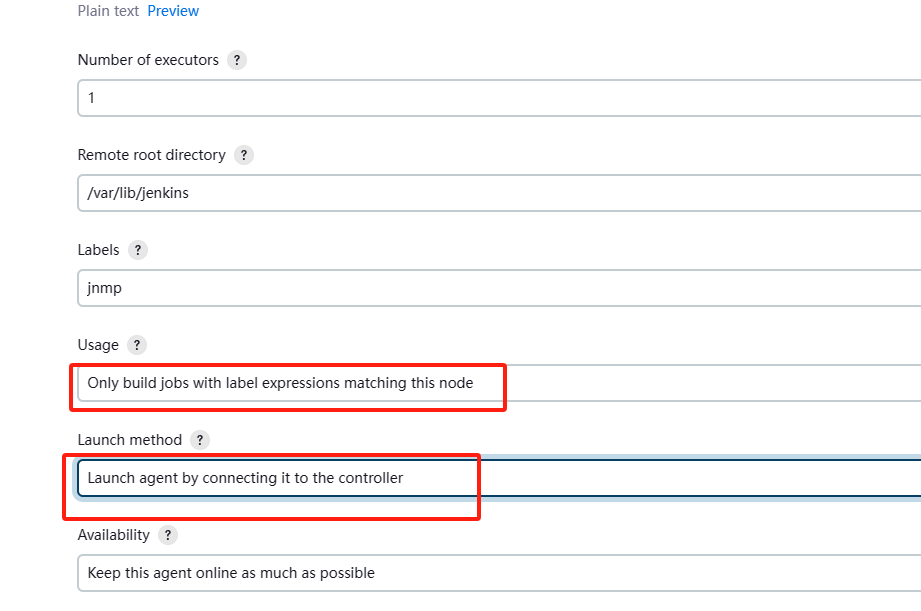 Plain text Preview
Number of executors ?
1
Remote root directory ?
/var/lib/jenkins
Labels ?
jnmp
Usage ?
Only build jobs with label expressions matching this node
Launch method ?
Launch agent by connecting it to the controller
Availability ?
Keep this agent online as much as possible